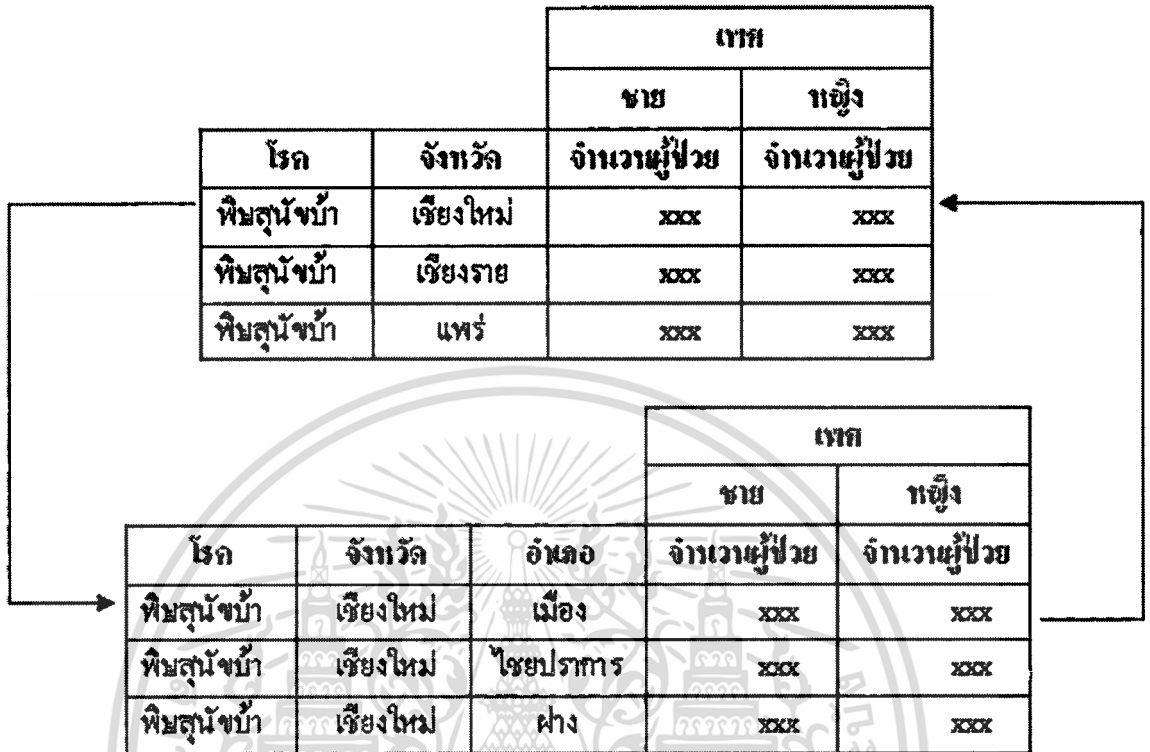 เพศ
ชาย หญิง
โรค จังหวัด จำนวนผู้ป่วย จำนวนผู้ป่วย
พิษสุนัขบ้า เชียงใหม่ xxx xxx
พิษสุนัขบ้า เชียงราย xxx xxx
พิษสุนัขบ้า แพร่ xxx xxx
เพศ
ชาย หญิง
โรค จังหวัด อำเภอ จำนวนผู้ป่วย จำนวนผู้ป่วย
พิษสุนัขบ้า เชียงใหม่ เมือง xxx xxx
พิษสุนัขบ้า เชียงใหม่ ไชยปราการ xxx xxx
พิษสุนัขบ้า เชียงใหม่ ฝาง xxx xxx